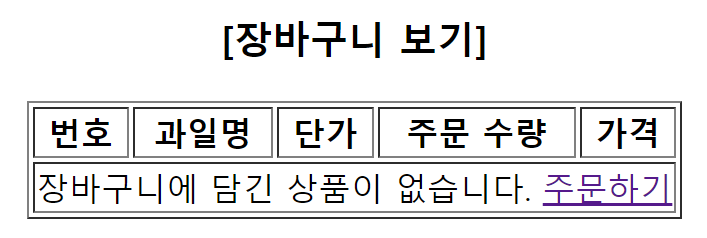 [장바구니 보기]
번호 과일명 단가 주문 수량 가격
장바구니에 담긴 상품이 없습니다. 주문하기